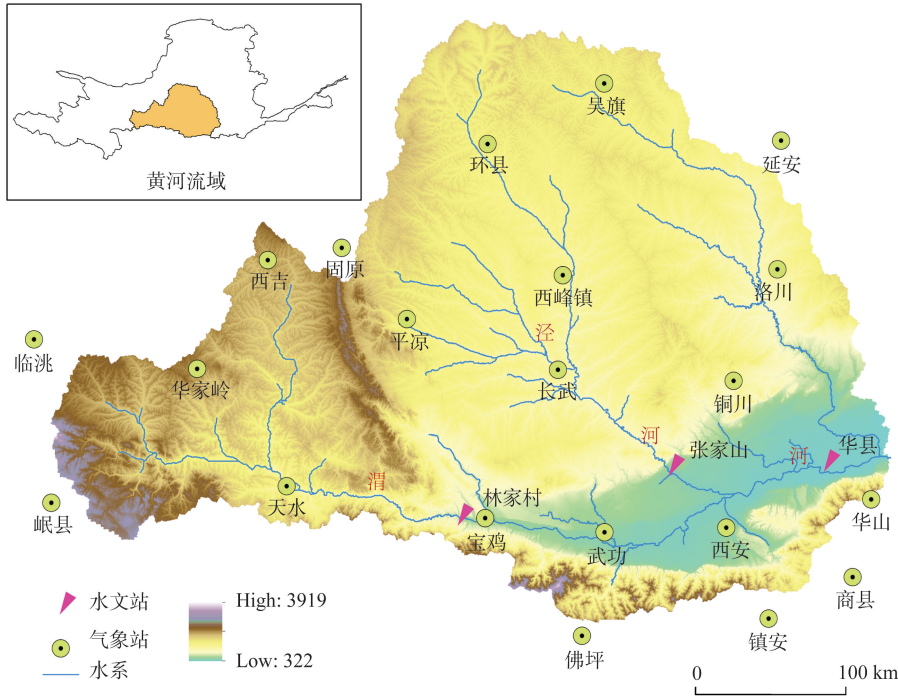 黄河流域
吴旗
延安
环县
固原
西吉
西峰镇
洛川
临洮
平凉
泾
华家岭
长武
铜川
河
张家山
河
华县
渭
岷县
天水
林家村
宝鸡
武功
西安
华山
商县
镇安
佛坪
水文站
气象站
水系
High: 3919
Low: 322
0
100 km